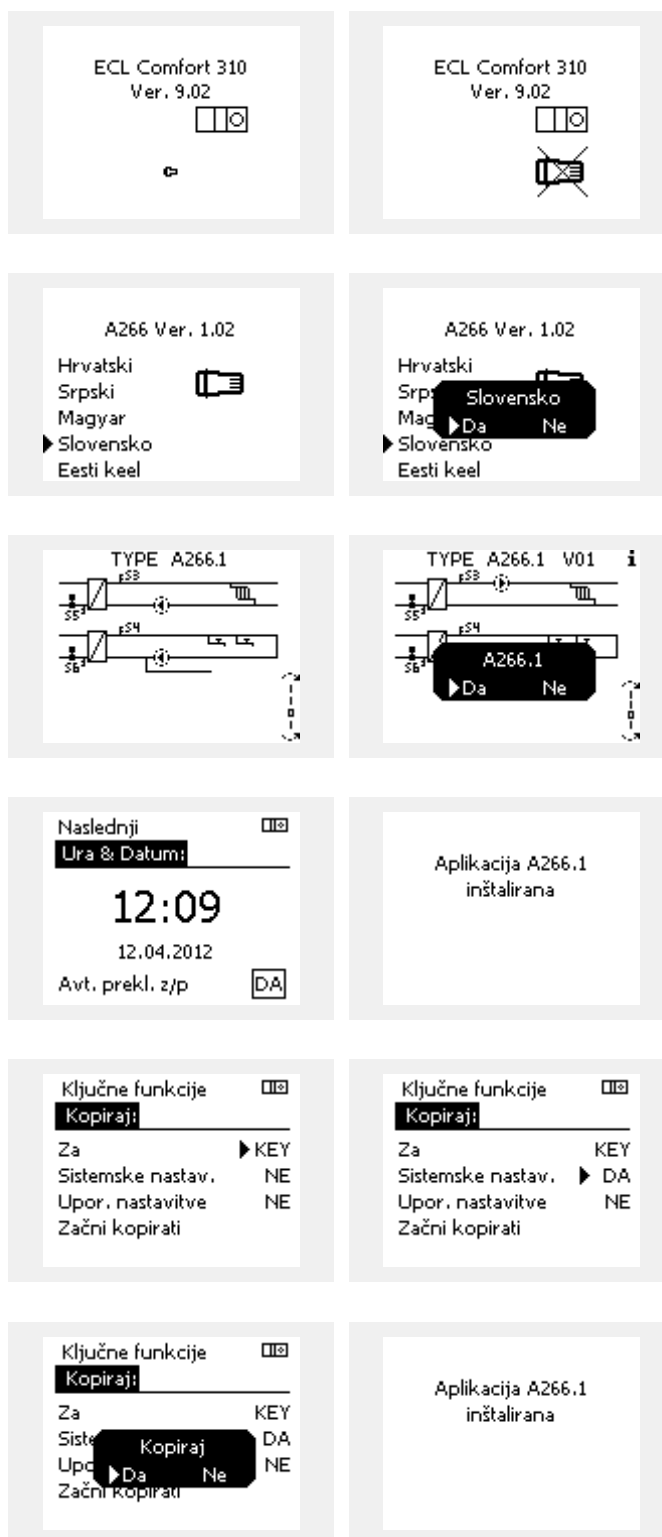 ECL Comfort 310
Ver. 9.02
ECL Comfort 310
Ver. 9.02
A266 Ver. 1.02
Hrvatski
Srpski
Magyar
Slovensko
Eesti keel
A266 Ver. 1.02
Hrvatski
Slovensko
Da Ne
Slovensko
Eesti keel
TYPE A266.1
S3
S5
S4
S6
TYPE A266.1 V01 i
S3
S5
S4
S6
A266.1
Da Ne
Naslednji
Ura & Datum:
12:09
12.04.2012
Avt. prekl. z/p DA
Aplikacija A266.1
inštalirana
Ključne funkcije
Kopiraj:
Za KEY
Sistemske nastav. NE
Upor. nastavitve NE
Začni kopirati
Ključne funkcije
Kopiraj:
Za KEY
Sistemske nastav. DA
Upor. nastavitve NE
Začni kopirati
Ključne funkcije
Kopiraj:
Za KEY
DA
Kopiraj
NE
Da Ne
Začni kopirati
Aplikacija A266.1
inštalirana